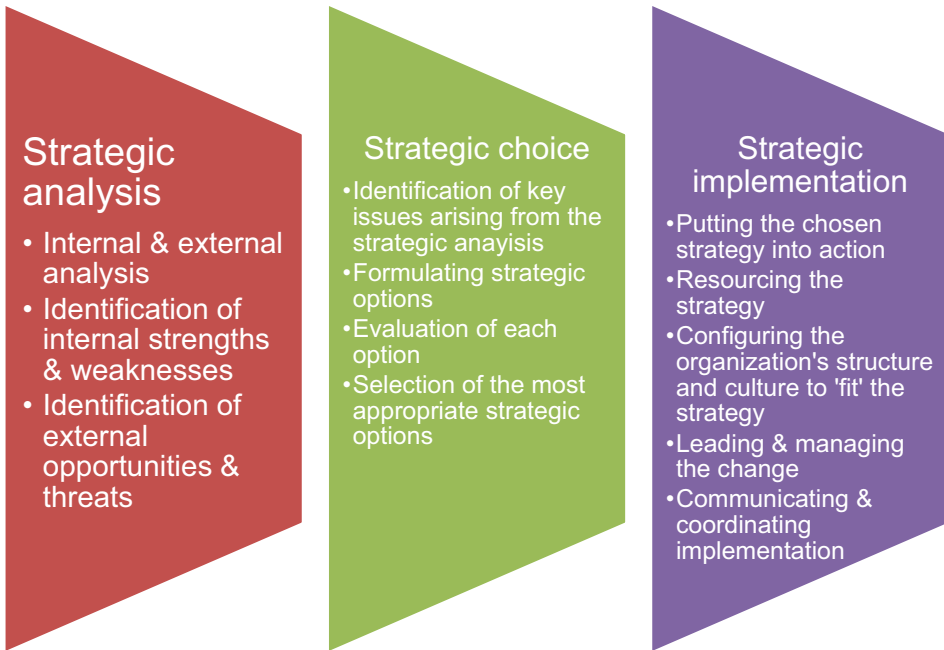 Strategic
analysis
• Internal & external
analysis
• Identification of
internal strengths
& weaknesses
• Identification of
external
opportunities &
threats
Strategic choice
•Identification of key
issues arising from the
strategic anayisis
•Formulating strategic
options
•Evaluation of each
option
•Selection of the most
appropriate strategic
options
Strategic
implementation
•Putting the chosen
strategy into action
•Resourcing the
strategy
•Configuring the
organization's structure
and culture to 'fit' the
strategy
•Leading & managing
the change
•Communicating &
coordinating
implementation